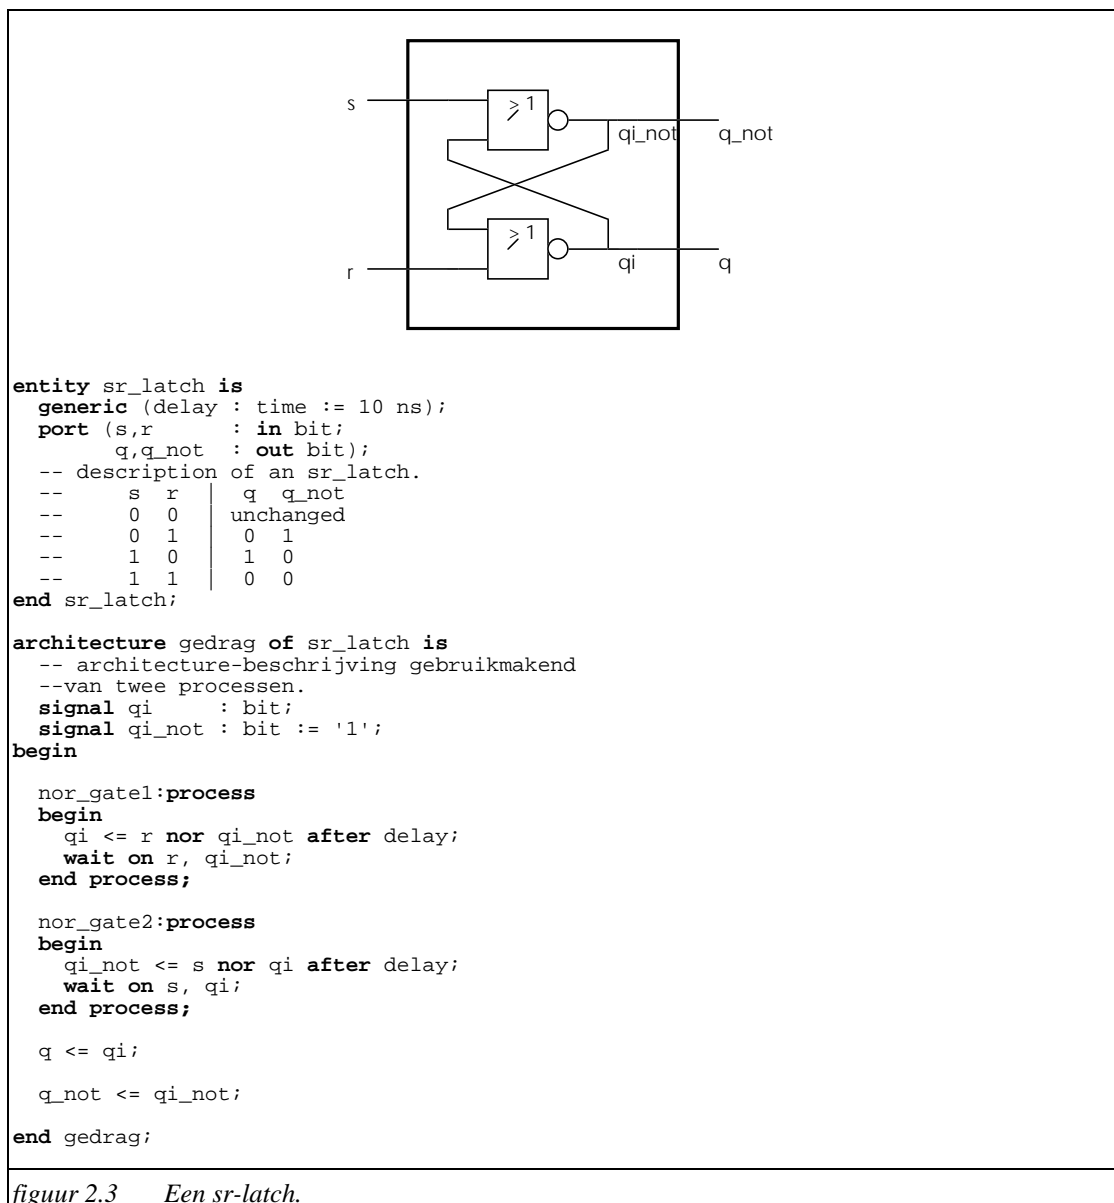 s
≥1
qi_not q_not
≥1
r
qi q
entity sr_latch is
  generic (delay : time := 10 ns);
  port (s,r      : in bit;
        q,q_not  : out bit);
  -- description of an sr_latch.
  --      s  r  |  q  q_not
  --      0  0  | unchanged
  --      0  1  |  0  1
  --      1  0  |  1  0
  --      1  1  |  0  0
end sr_latch;
architecture gedrag of sr_latch is
  -- architecture-beschrijving gebruikmakend
  --van twee processen.
  signal qi     : bit;
  signal qi_not : bit := '1';
begin
  nor_gate1:process
  begin
    qi <= r nor qi_not after delay;
    wait on r, qi_not;
  end process;
  nor_gate2:process
  begin
    qi_not <= s nor qi after delay;
    wait on s, qi;
  end process;
  q <= qi;
  q_not <= qi_not;
end gedrag;
figuur 2.3 Een sr-latch.